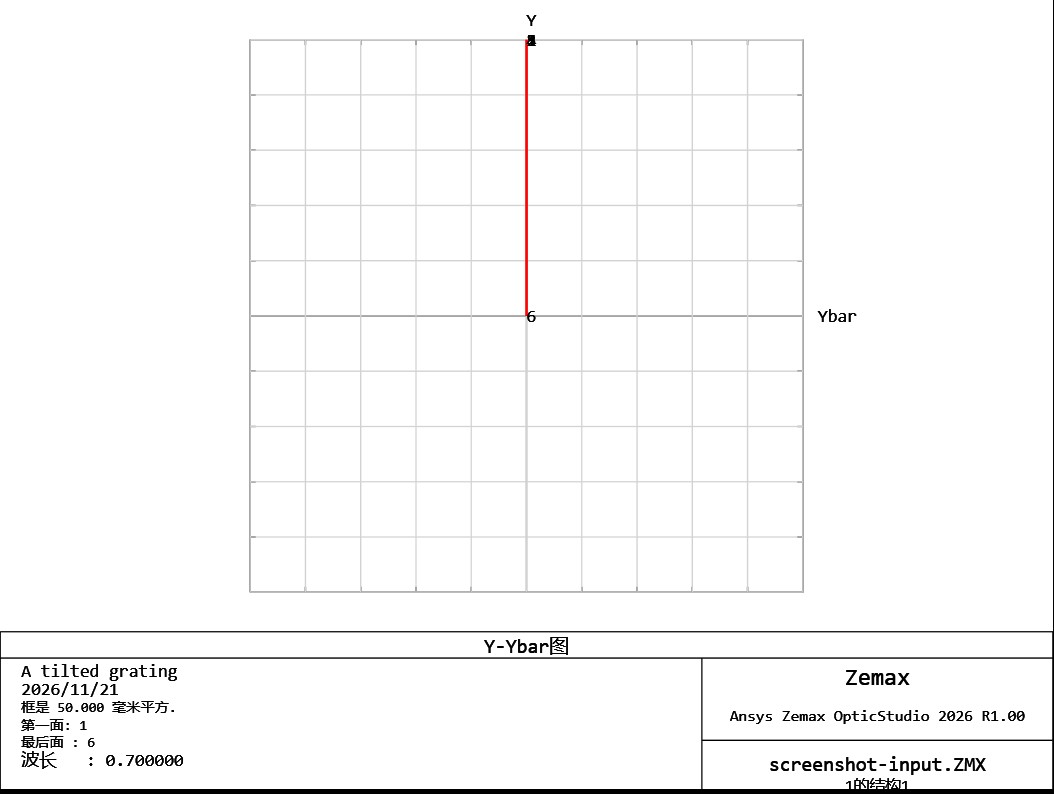 Y
6
Ybar
Y-Ybar图
A tilted grating
2026/11/21
框是 50.000 毫米平方.
第一面: 1
最后面 : 6
波长 : 0.700000
Zemax
Ansys Zemax OpticStudio 2026 R1.00
screenshot-input.ZMX
1的结构1